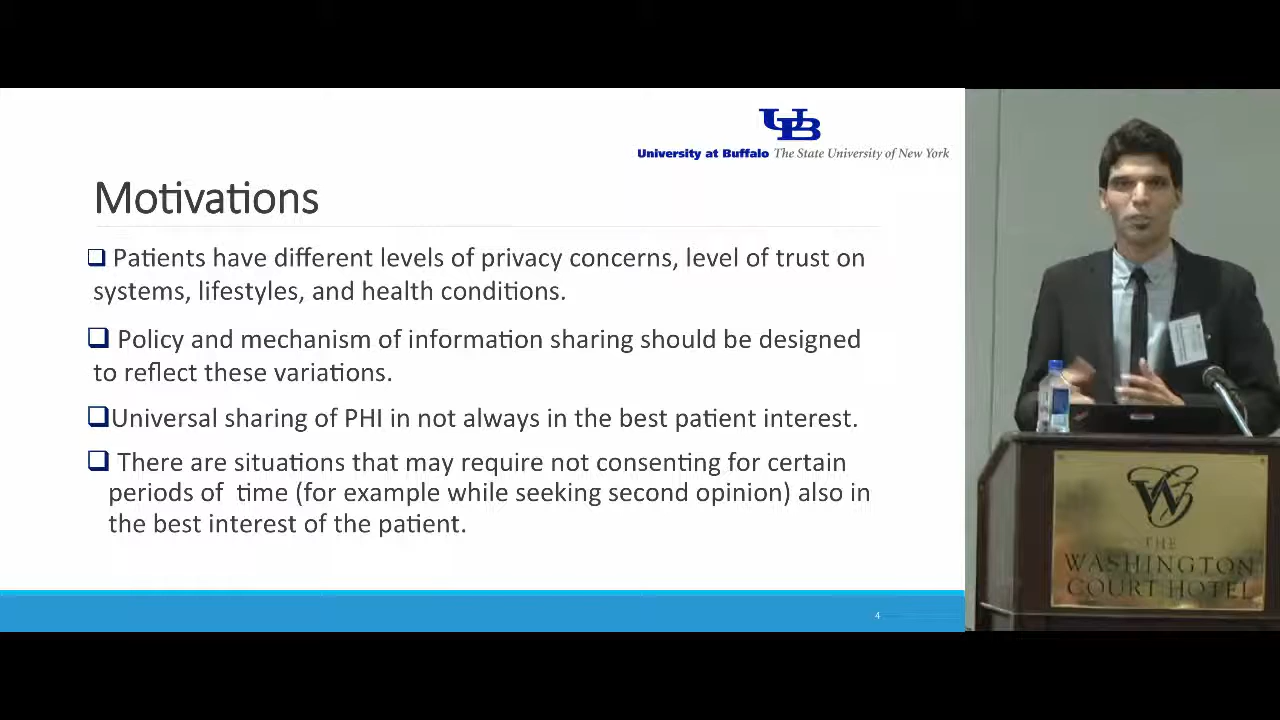 UB
University at Buffalo The State University of New York
Motivations
Patients have different levels of privacy concerns, level of trust on
systems, lifestyles, and health conditions.
Policy and mechanism of information sharing should be designed
to reflect these variations.
Universal sharing of PHI in not always in the best patient interest.
There are situations that may require not consenting for certain
periods of time (for example while seeking second opinion) also in
the best interest of the patient.
4
W
THE
WASHINGTON
COURT HOTEL